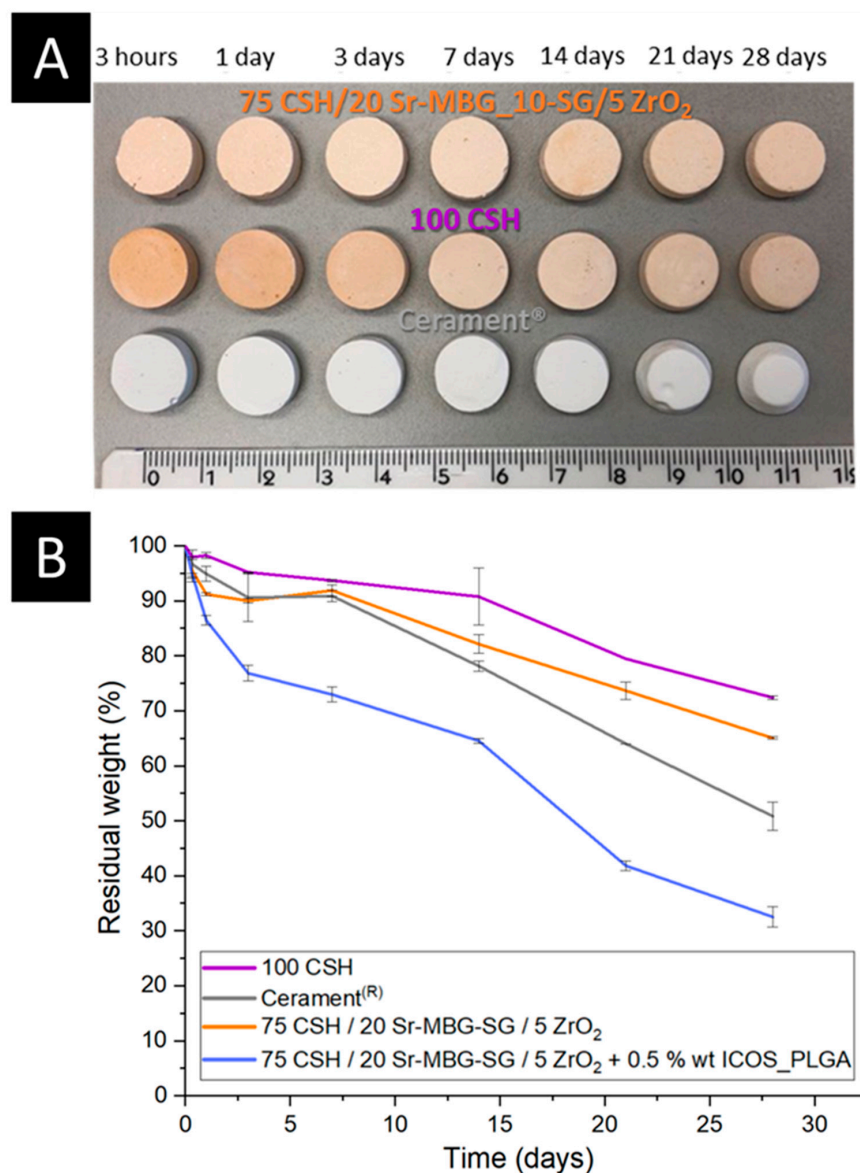 A
3 hours 1 day 3 days 7 days 14 days 21 days 28 days
75 CSH/20 Sr-MBG_10-SG/5 ZrO₂
100 CSH
Cerament®
0 1 2 3 4 5 6 7 8 9 10 11 12
B
100
90
80
70
60
50
40
30
20
10
0
Residual weight (%)
100 CSH
Cerament(R)
75 CSH / 20 Sr-MBG-SG / 5 ZrO₂
75 CSH / 20 Sr-MBG-SG / 5 ZrO₂ + 0.5 % wt ICOS_PLGA
0 5 10 15 20 25 30
Time (days)